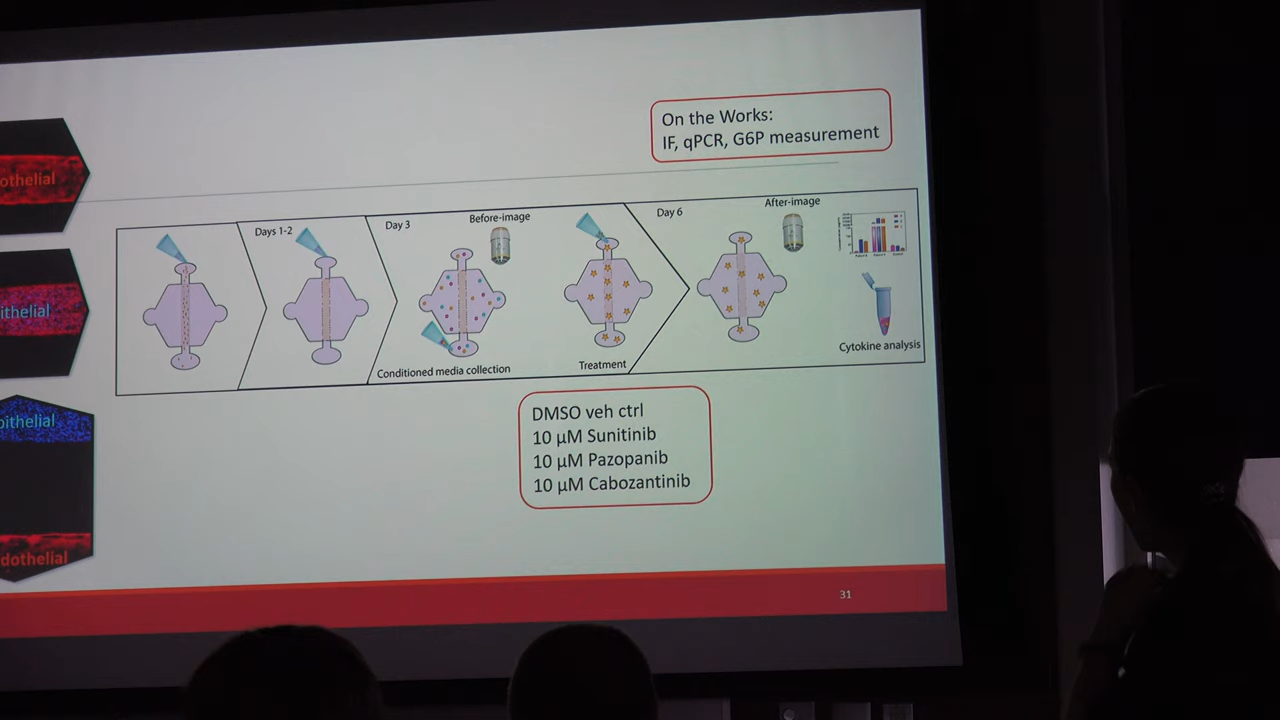 On the Works:
IF, qPCR, G6P measurement
othelial
ithelial
pithelial
dothelial
Days 1-2
Day 3
Before-image
Conditioned media collection
Treatment
Day 6
After-image
Cytokine analysis
DMSO veh ctrl
10 µM Sunitinib
10 µM Pazopanib
10 µM Cabozantinib
31